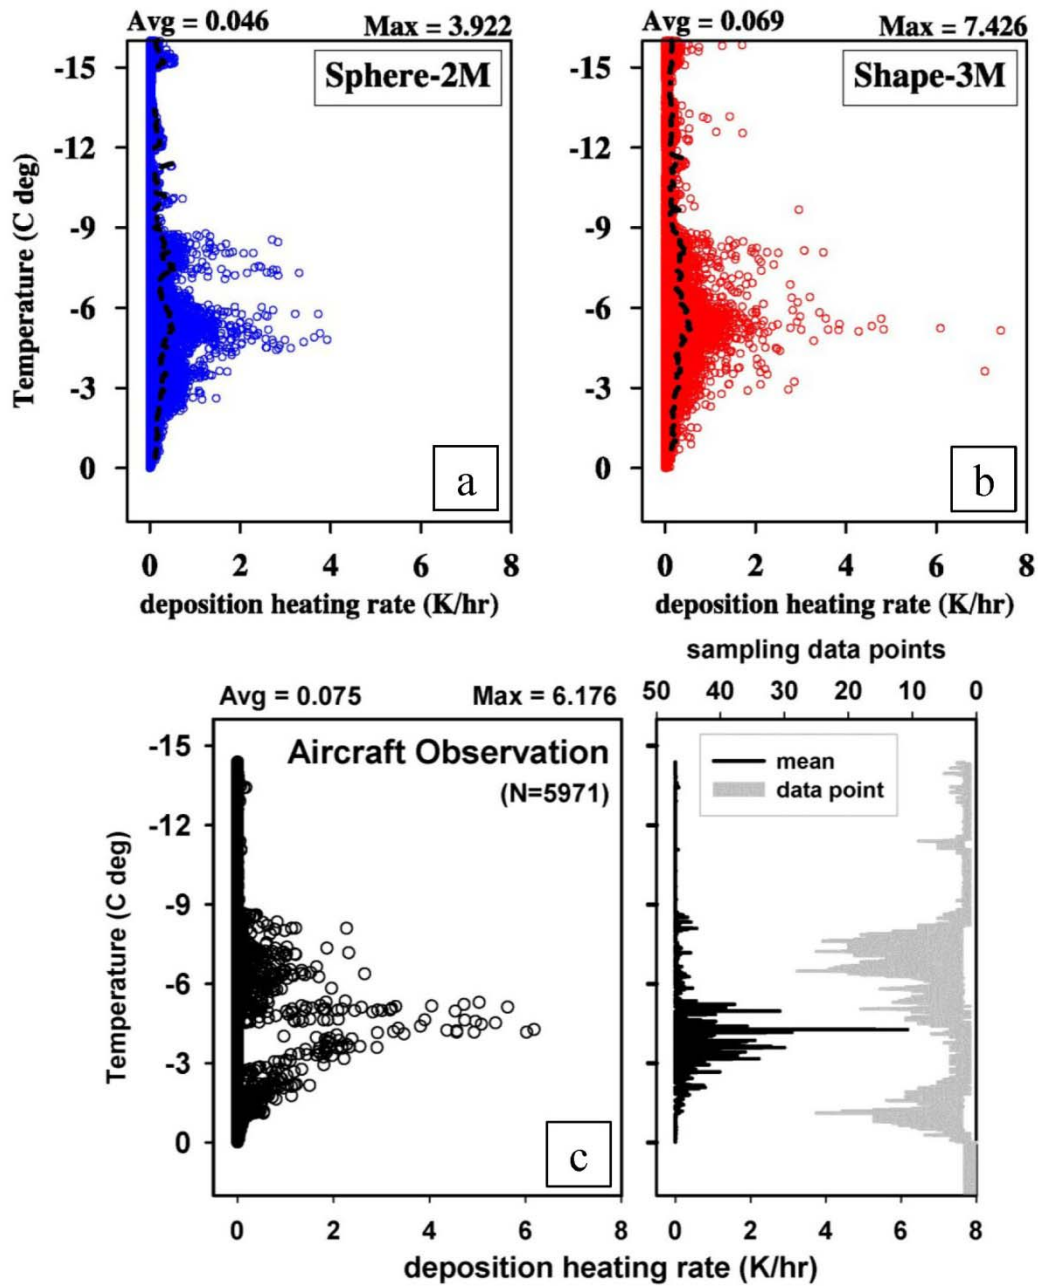 Avg = 0.046 Max = 3.922
Sphere-2M
Temperature (C deg)
-15
-12
-9
-6
-3
0
a
0 2 4 6 8
deposition heating rate (K/hr)
Avg = 0.069 Max = 7.426
Shape-3M
-15
-12
-9
-6
-3
0
b
0 2 4 6 8
deposition heating rate (K/hr)
Avg = 0.075 Max = 6.176
Aircraft Observation
(N=5971)
Temperature (C deg)
-15
-12
-9
-6
-3
0
c
0 2 4 6 8
sampling data points
50 40 30 20 10 0
mean
data point
0 2 4 6 8
deposition heating rate (K/hr)